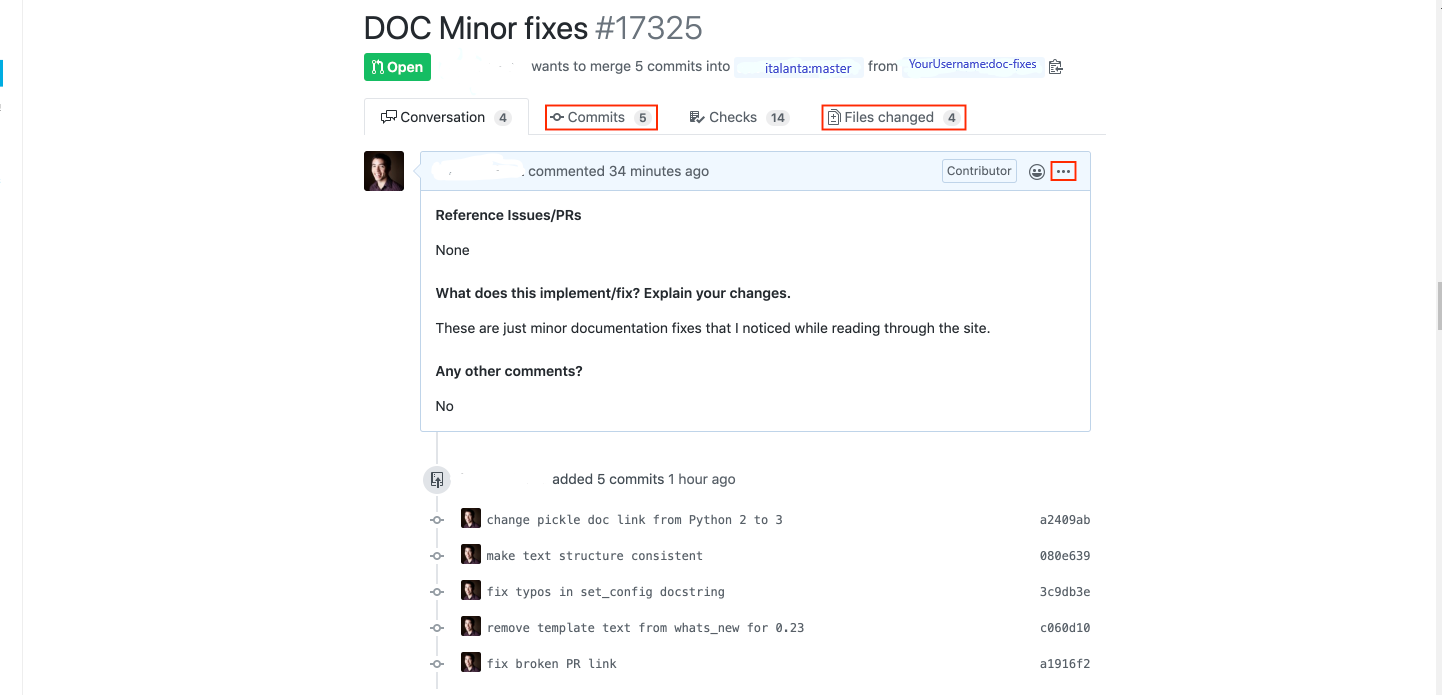 DOC Minor fixes #17325
Open wants to merge 5 commits into italanta:master from YourUsername:doc-fixes
Conversation 4 Commits 5 Checks 14 Files changed 4
commented 34 minutes ago Contributor
Reference Issues/PRs
None
What does this implement/fix? Explain your changes.
These are just minor documentation fixes that I noticed while reading through the site.
Any other comments?
No
added 5 commits 1 hour ago
change pickle doc link from Python 2 to 3 a2409ab
make text structure consistent 080e639
fix typos in set_config docstring 3c9db3e
remove template text from whats_new for 0.23 c060d10
fix broken PR link a1916f2